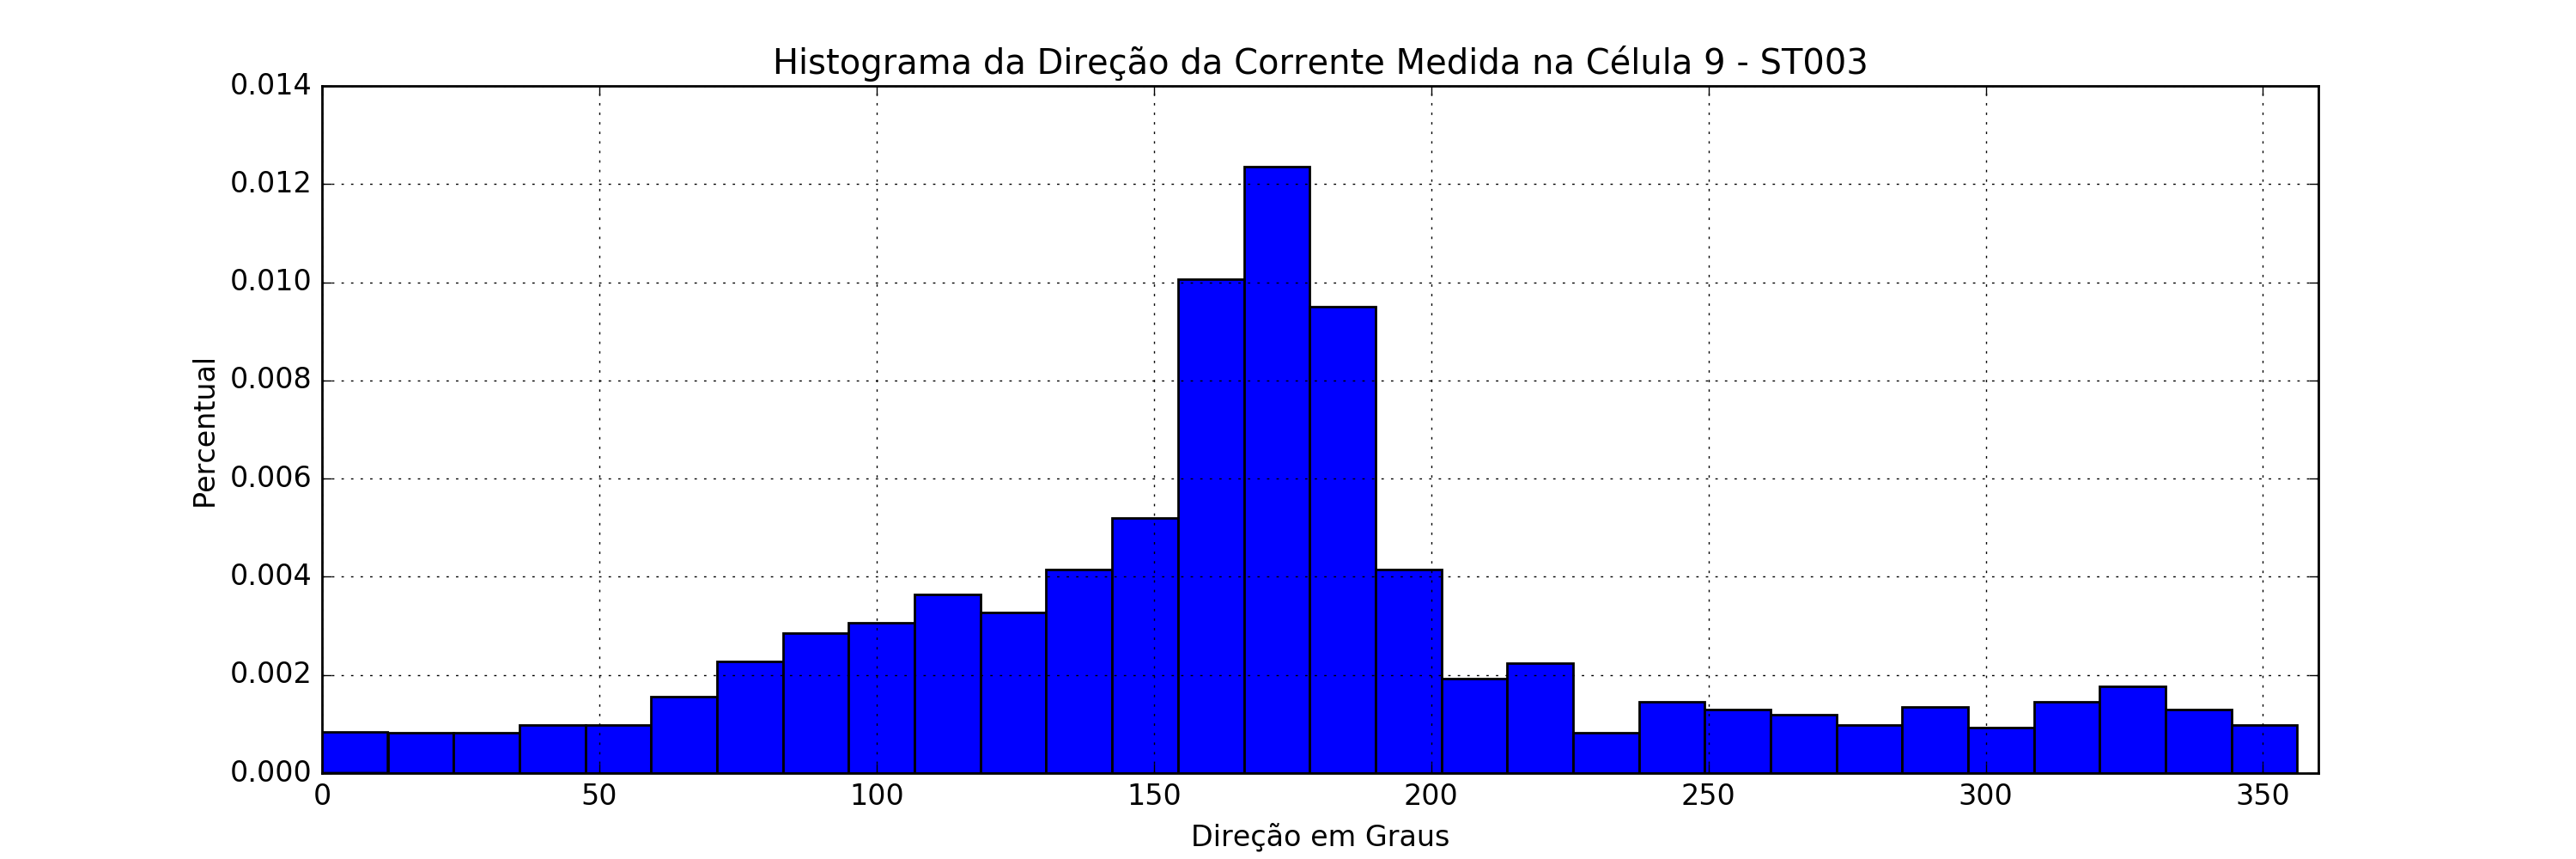 Histograma da Direção da Corrente Medida na Célula 9 - ST003
0.014
0.012
0.010
0.008
0.006
0.004
0.002
0.000
Percentual
0 50 100 150 200 250 300 350
Direção em Graus